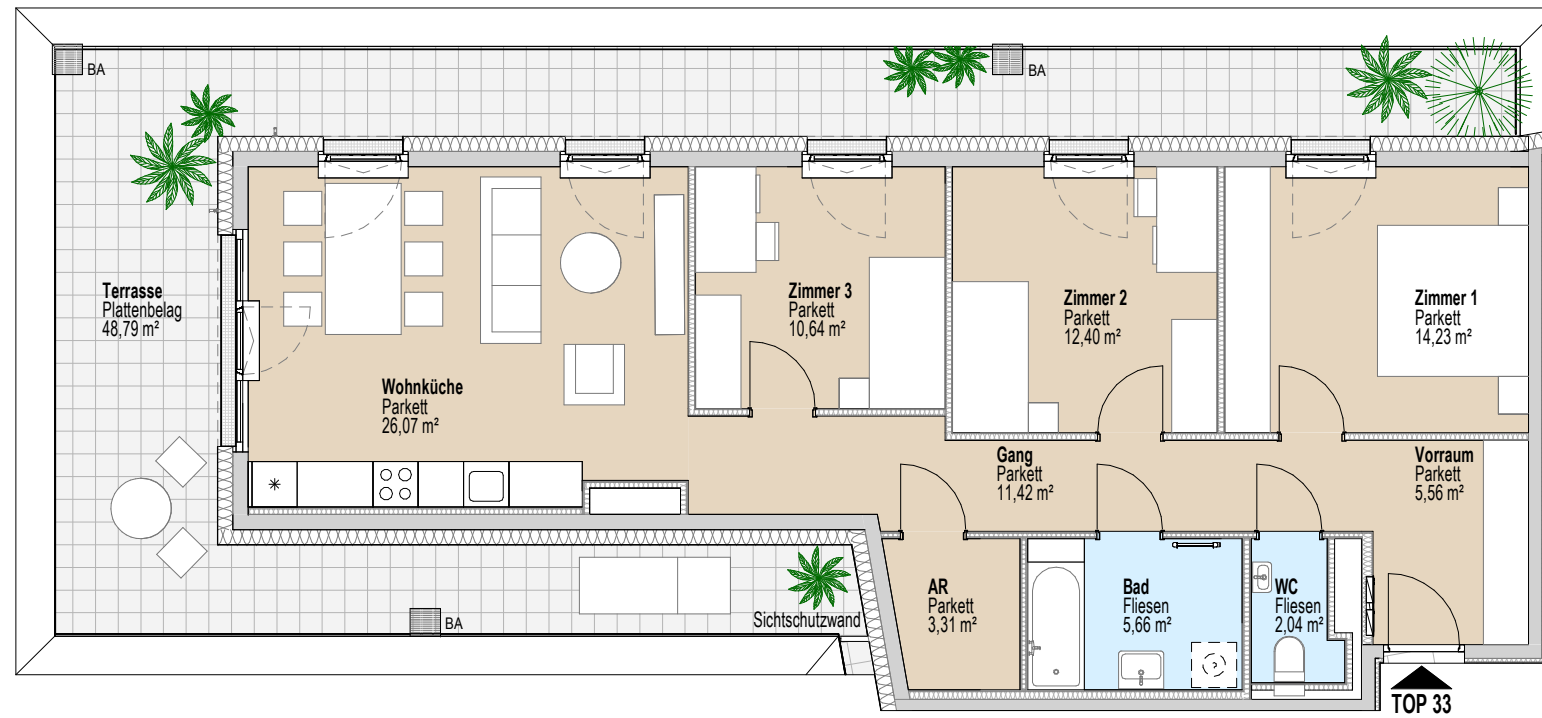 BA
BA
Terrasse
Plattenbelag
48,79 m²
Wohnküche
Parkett
26,07 m²
Zimmer 3
Parkett
10,64 m²
Zimmer 2
Parkett
12,40 m²
Zimmer 1
Parkett
14,23 m²
Gang
Parkett
11,42 m²
Vorraum
Parkett
5,56 m²
AR
Parkett
3,31 m²
Bad
Fliesen
5,66 m²
WC
Fliesen
2,04 m²
Sichtschutzwand
BA
TOP 33